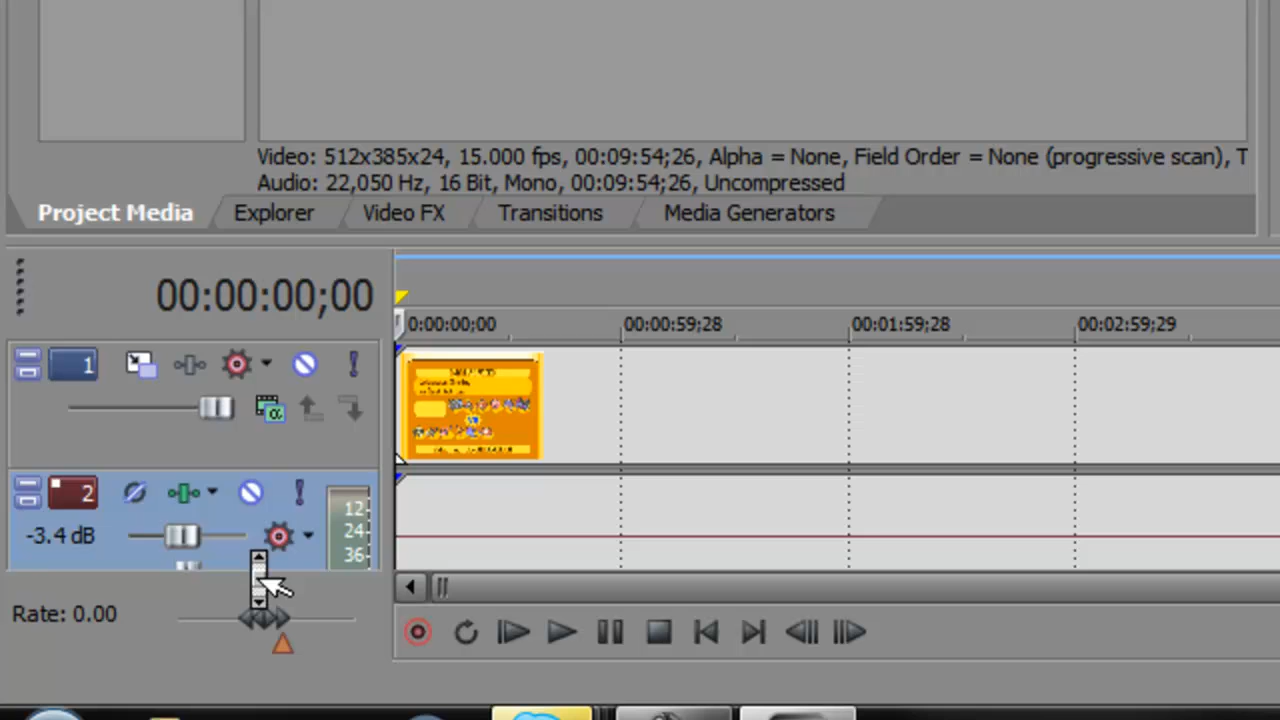 Video: 512x385x24, 15.000 fps, 00:09:54;26, Alpha = None, Field Order = None (progressive scan), T
Audio: 22,050 Hz, 16 Bit, Mono, 00:09:54;26, Uncompressed
Project Media Explorer Video FX Transitions Media Generators
00:00:00;00
0:00:00;00 00:00:59;28 00:01:59;28 00:02:59;29
1
2
12
-3.4 dB 24
36
Rate: 0.00